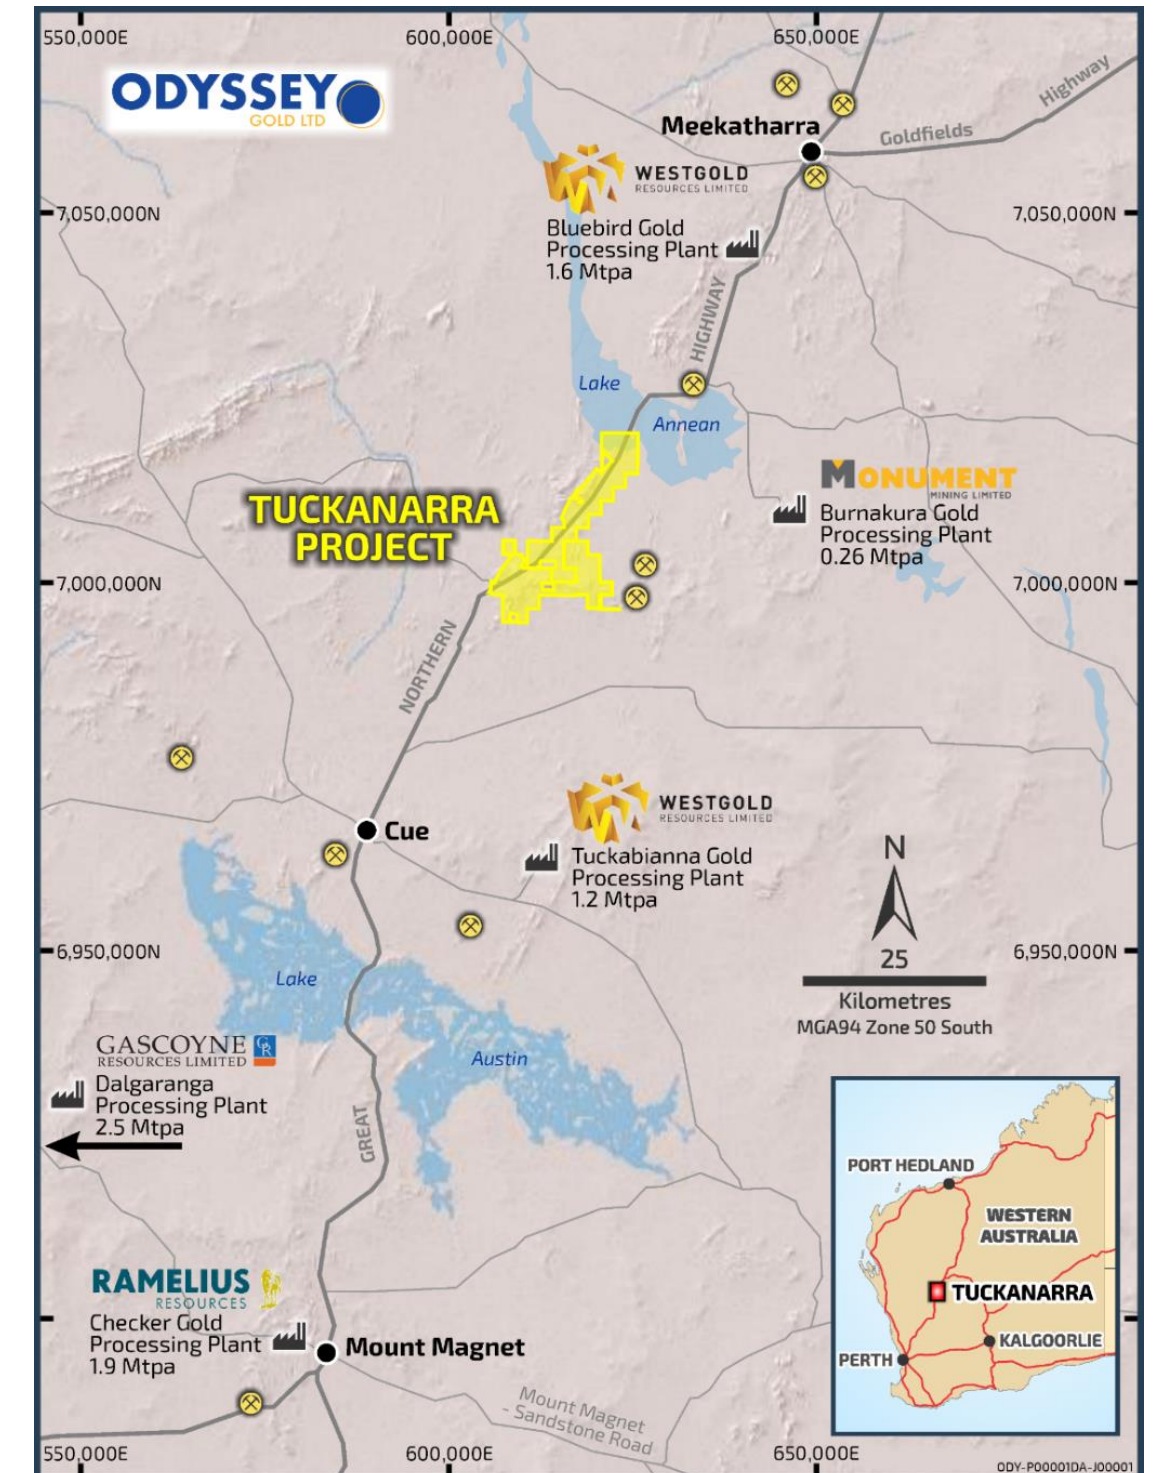 550,000E
600,000E
650,000E
ODYSSEY
GOLD LTD
Highway
Goldfields
Meekatharra
WESTGOLD
RESOURCES LIMITED
7,050,000N
7,050,000N
Bluebird Gold
Processing Plant
1.6 Mtpa
HIGHWAY
Lake
Annean
MONUMENT
MINING LIMITED
Burnakura Gold
Processing Plant
0.26 Mtpa
TUCKANARRA
PROJECT
7,000,000N
7,000,000N
NORTHERN
WESTGOLD
RESOURCES LIMITED
Cue
Tuckabianna Gold
Processing Plant
1.2 Mtpa
N
25
Kilometres
MGA94 Zone 50 South
6,950,000N
6,950,000N
Lake
Austin
GASCOYNE GR
RESOURCES LIMITED
Dalgaranga
Processing Plant
2.5 Mtpa
GREAT
PORT HEDLAND
WESTERN
AUSTRALIA
TUCKANARRA
KALGOORLIE
PERTH
RAMELIUS
RESOURCES
Checker Gold
Processing Plant
1.9 Mtpa
Mount Magnet
Mount Magnet
- Sandstone Road
550,000E
600,000E
650,000E
ODY-P00001DA-J00001